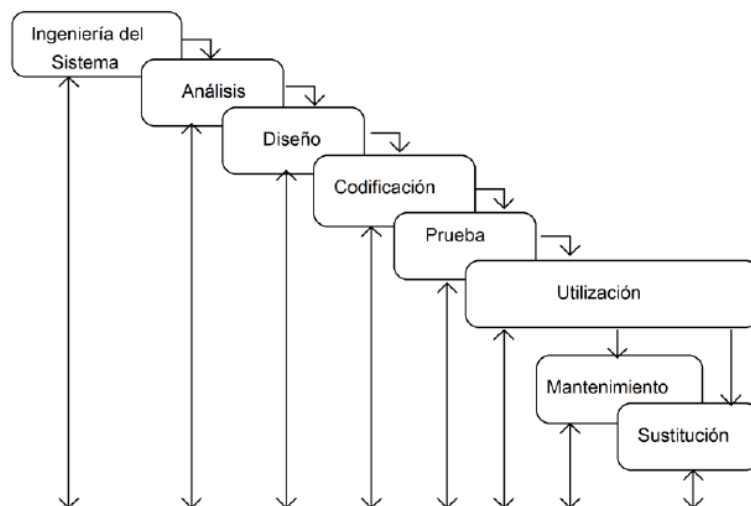 Ingeniería del
Sistema
Análisis
Diseño
Codificación
Prueba
Utilización
Mantenimiento
Sustitución